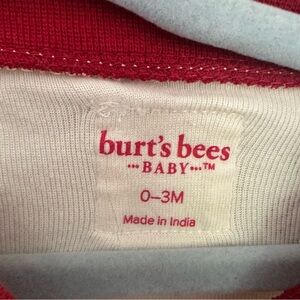 burt's bees
•••BABY•••™
0–3M
Made in India